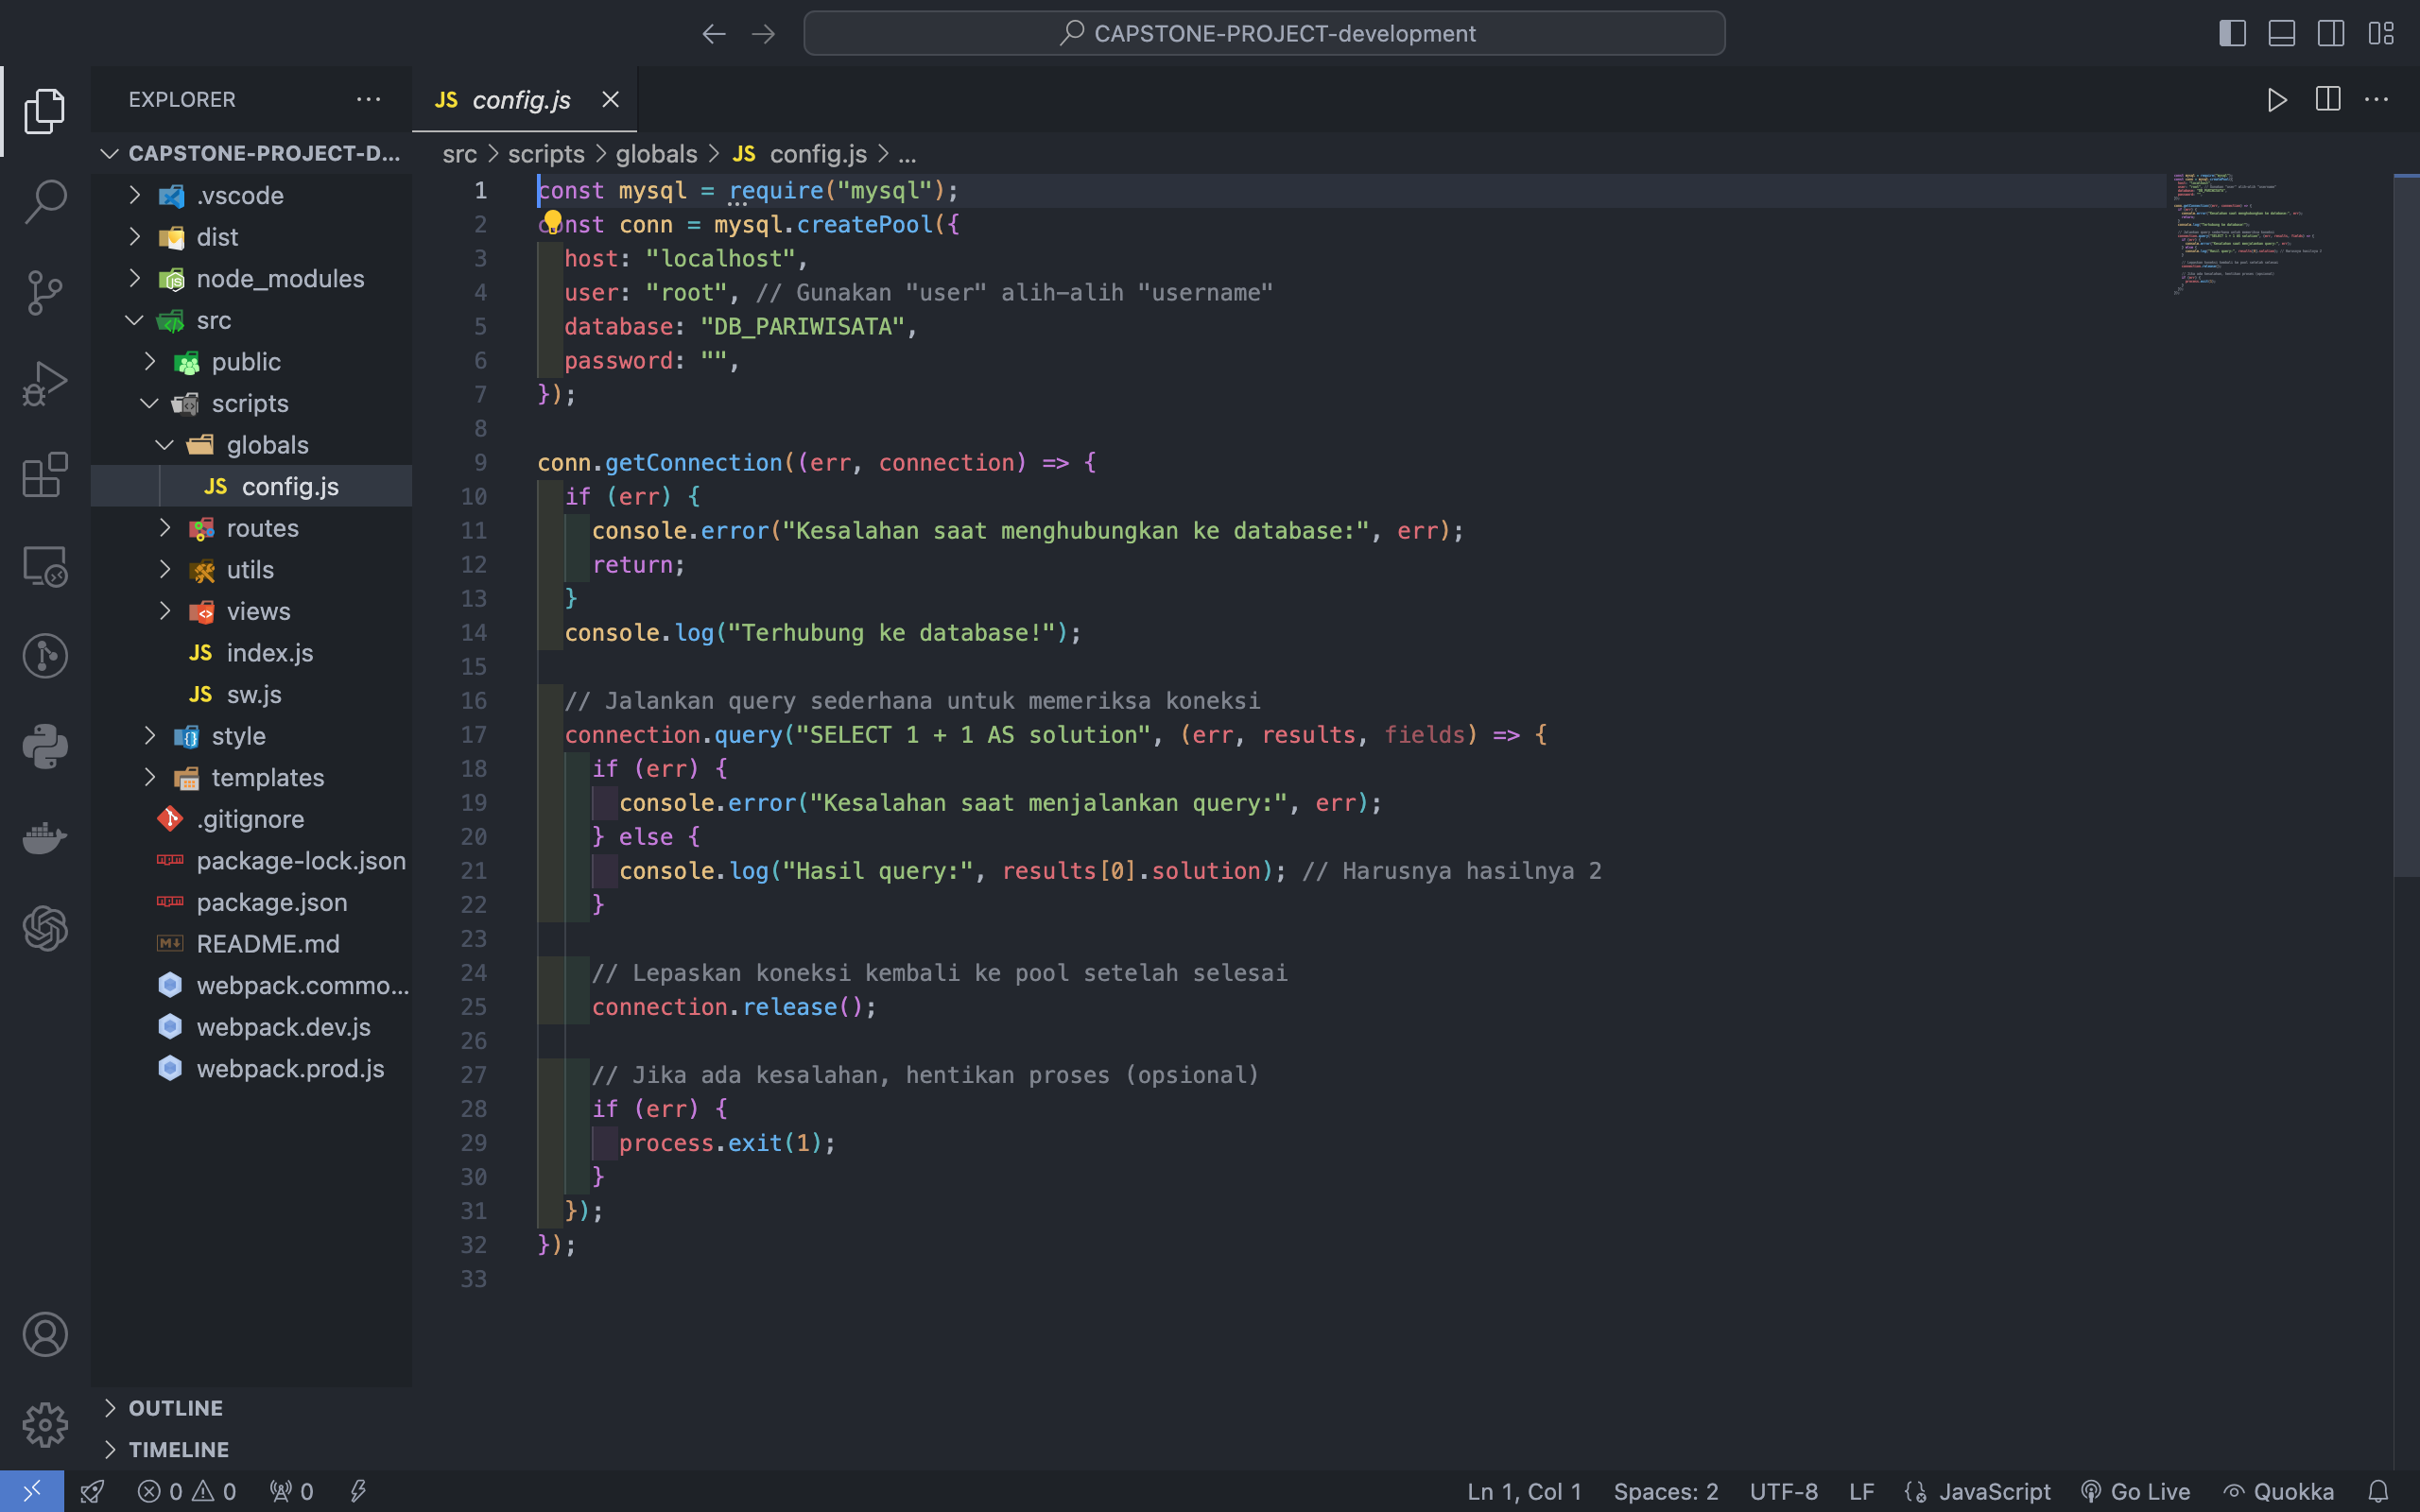 CAPSTONE-PROJECT-development
EXPLORER
JS config.js
CAPSTONE-PROJECT-D...
.vscode
dist
node_modules
src
public
scripts
globals
JS config.js
routes
utils
views
JS index.js
JS sw.js
style
templates
.gitignore
package-lock.json
package.json
README.md
webpack.commo...
webpack.dev.js
webpack.prod.js
OUTLINE
TIMELINE
src > scripts > globals > JS config.js > ...
1 const mysql = require("mysql");
2 const conn = mysql.createPool({
3 host: "localhost",
4 user: "root", // Gunakan "user" alih-alih "username"
5 database: "DB_PARIWISATA",
6 password: "",
7 });
8
9 conn.getConnection((err, connection) => {
10 if (err) {
11 console.error("Kesalahan saat menghubungkan ke database:", err);
12 return;
13 }
14 console.log("Terhubung ke database!");
15
16 // Jalankan query sederhana untuk memeriksa koneksi
17 connection.query("SELECT 1 + 1 AS solution", (err, results, fields) => {
18 if (err) {
19 console.error("Kesalahan saat menjalankan query:", err);
20 } else {
21 console.log("Hasil query:", results[0].solution); // Harusnya hasilnya 2
22 }
23
24 // Lepaskan koneksi kembali ke pool setelah selesai
25 connection.release();
26
27 // Jika ada kesalahan, hentikan proses (opsional)
28 if (err) {
29 process.exit(1);
30 }
31 });
32 });
33
0 0 0
Ln 1, Col 1 Spaces: 2 UTF-8 LF JavaScript Go Live Quokka